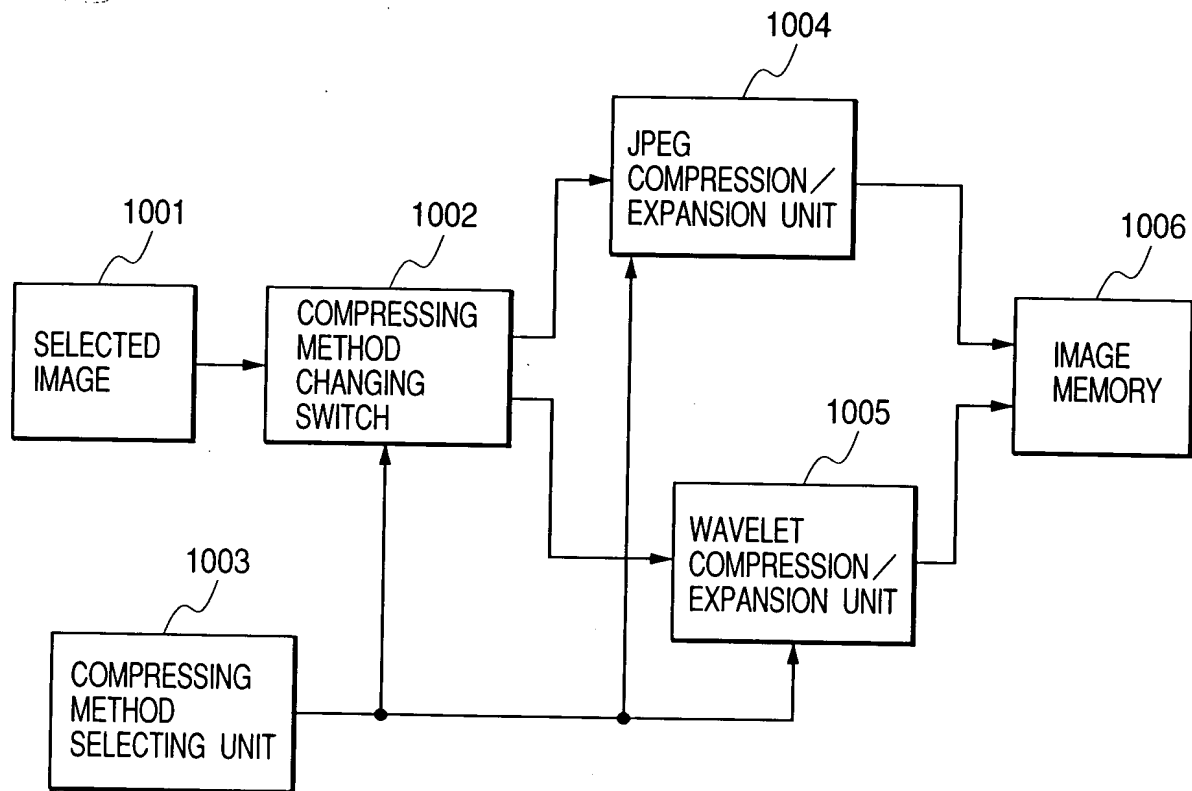 1004
JPEG
COMPRESSION/
EXPANSION UNIT
1001
SELECTED
IMAGE
1002
COMPRESSING
METHOD
CHANGING
SWITCH
1006
IMAGE
MEMORY
1005
WAVELET
COMPRESSION/
EXPANSION UNIT
1003
COMPRESSING
METHOD
SELECTING UNIT